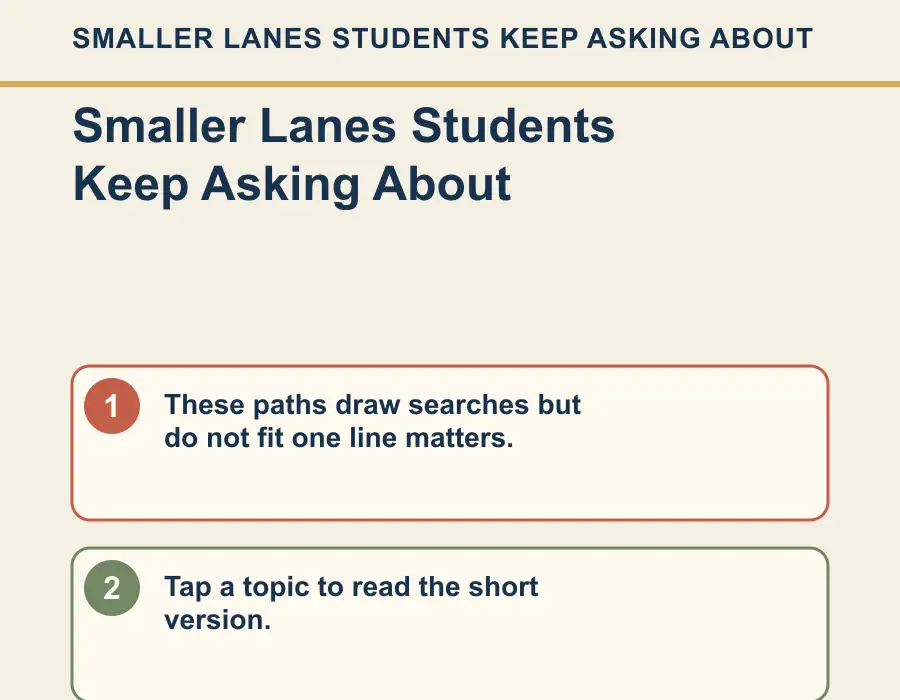 SMALLER LANES STUDENTS KEEP ASKING ABOUT
Smaller Lanes Students
Keep Asking About
1
These paths draw searches but
do not fit one line matters.
2
Tap a topic to read the short
version.